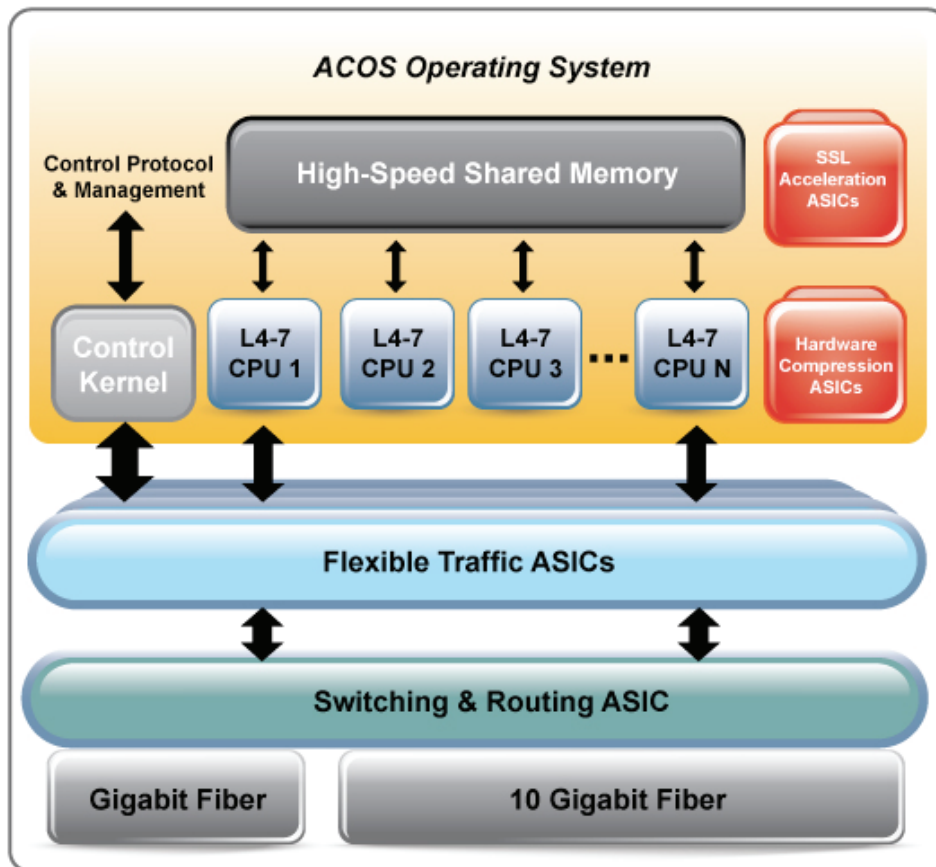 ACOS Operating System
Control Protocol
& Management
High-Speed Shared Memory
SSL
Acceleration
ASICs
Control
Kernel
L4-7
CPU 1
L4-7
CPU 2
L4-7
CPU 3
...
L4-7
CPU N
Hardware
Compression
ASICs
Flexible Traffic ASICs
Switching & Routing ASIC
Gigabit Fiber
10 Gigabit Fiber